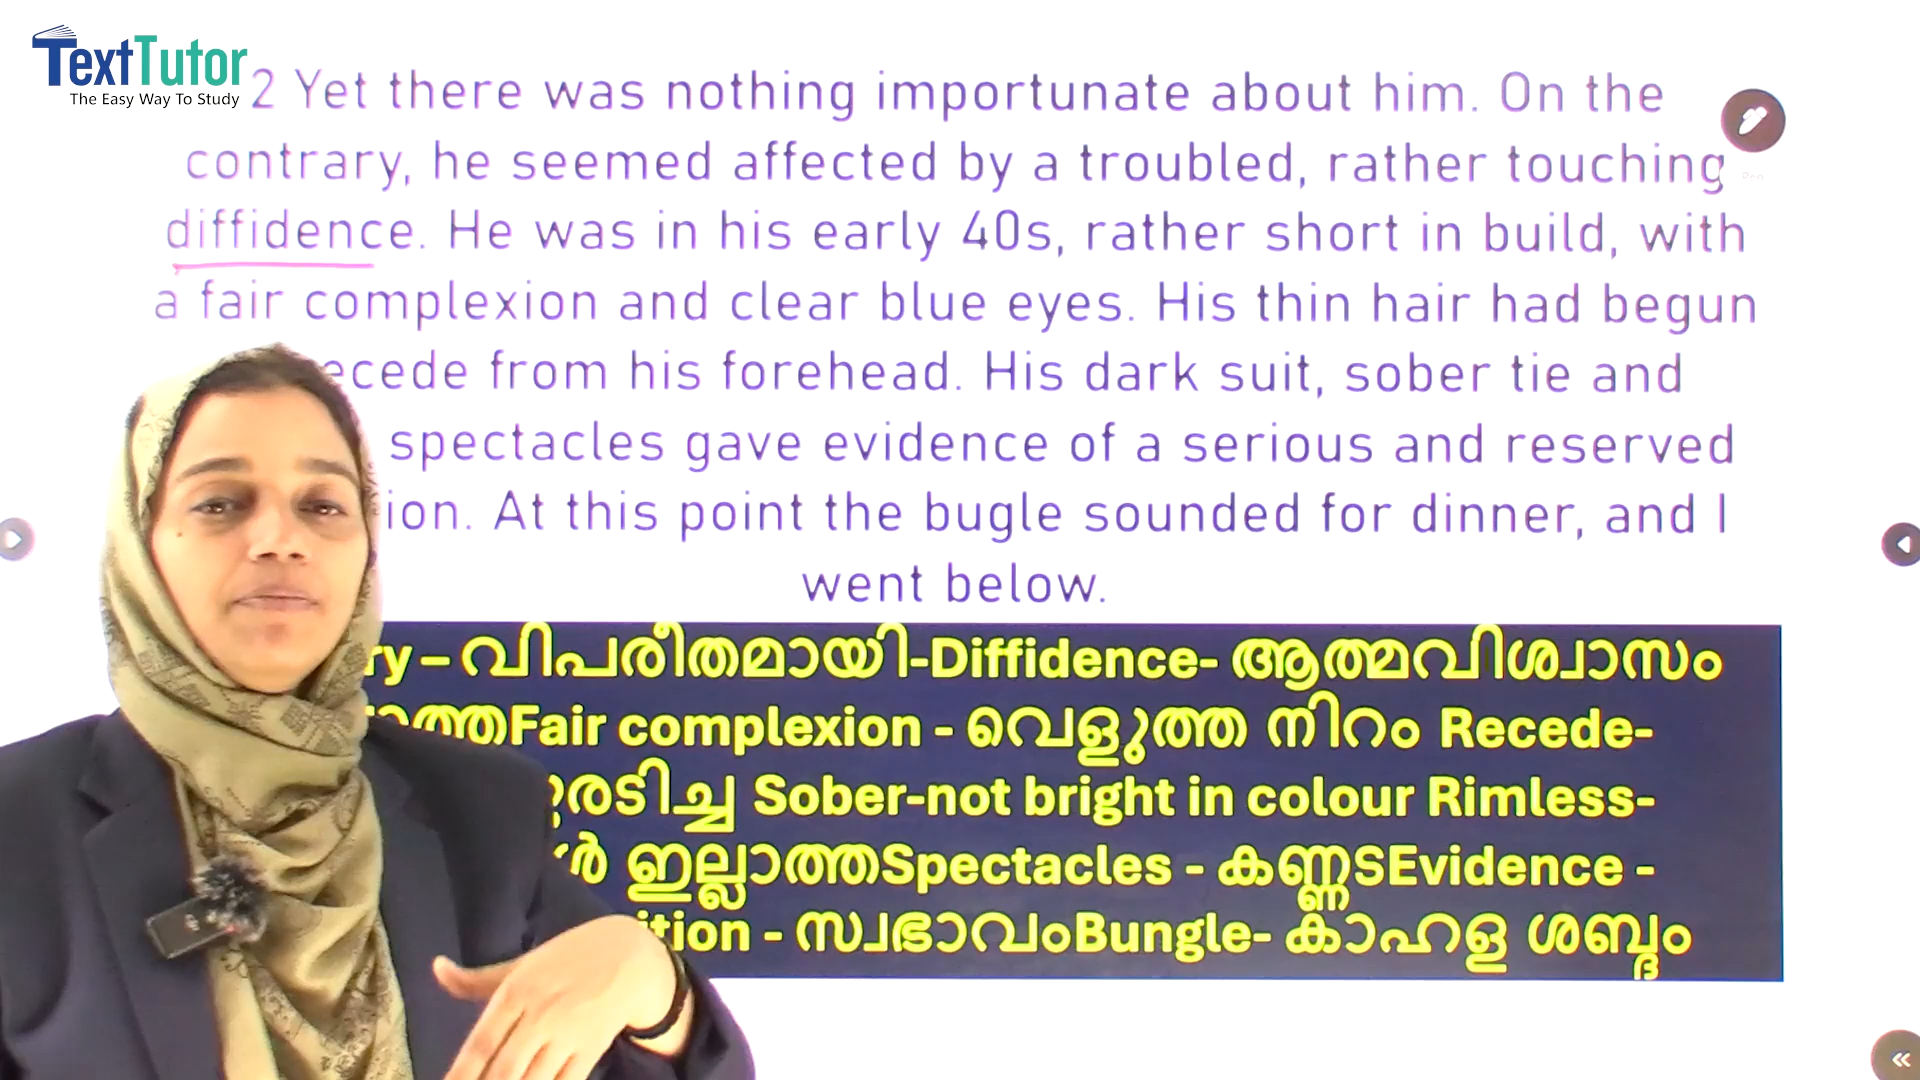 TextTutor
The Easy Way To Study
2 Yet there was nothing importunate about him. On the
contrary, he seemed affected by a troubled, rather touching
diffidence. He was in his early 40s, rather short in build, with
a fair complexion and clear blue eyes. His thin hair had begun
ecede from his forehead. His dark suit, sober tie and
spectacles gave evidence of a serious and reserved
ion. At this point the bugle sounded for dinner, and I
went below.
ry – വിപരീതമായി-Diffidence- ആത്മവിശ്വാസം
ാത്തFair complexion - വെളുത്ത നിറം Recede-
രടിച്ച Sober-not bright in colour Rimless-
ൾ ഇല്ലാത്തSpectacles - കണ്ണടEvidence -
ition - സ്വഭാവംBungle- കാഹള ശബ്ദം